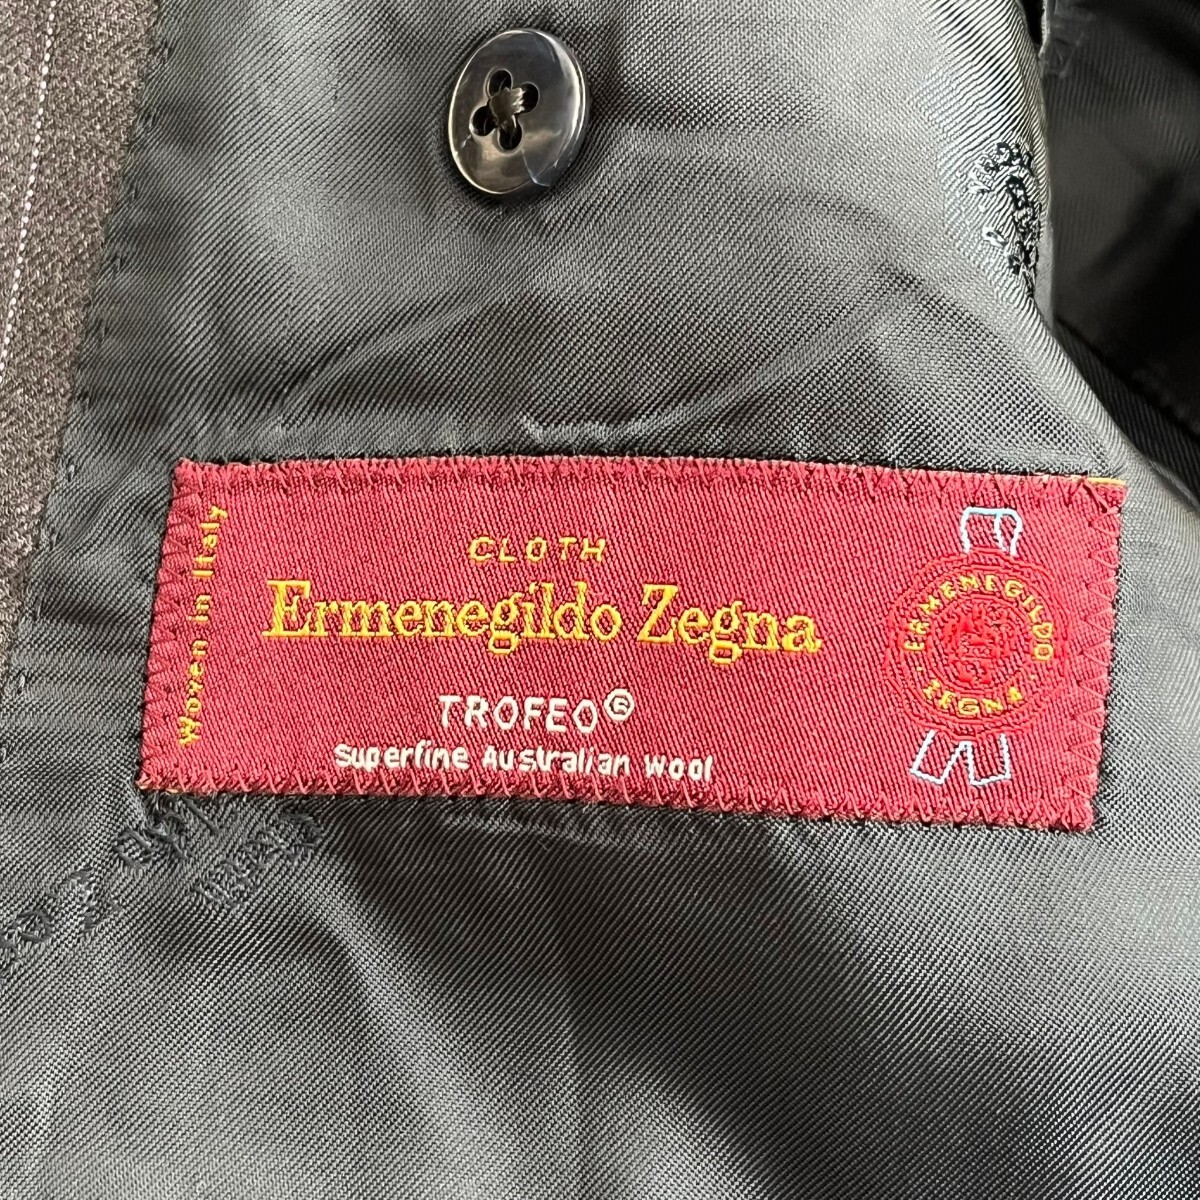 Woven in Italy
CLOTH
Ermenegildo Zegna
TROFEO®
Superfine Australian Wool
ERMENEGILDO
ZEGNA